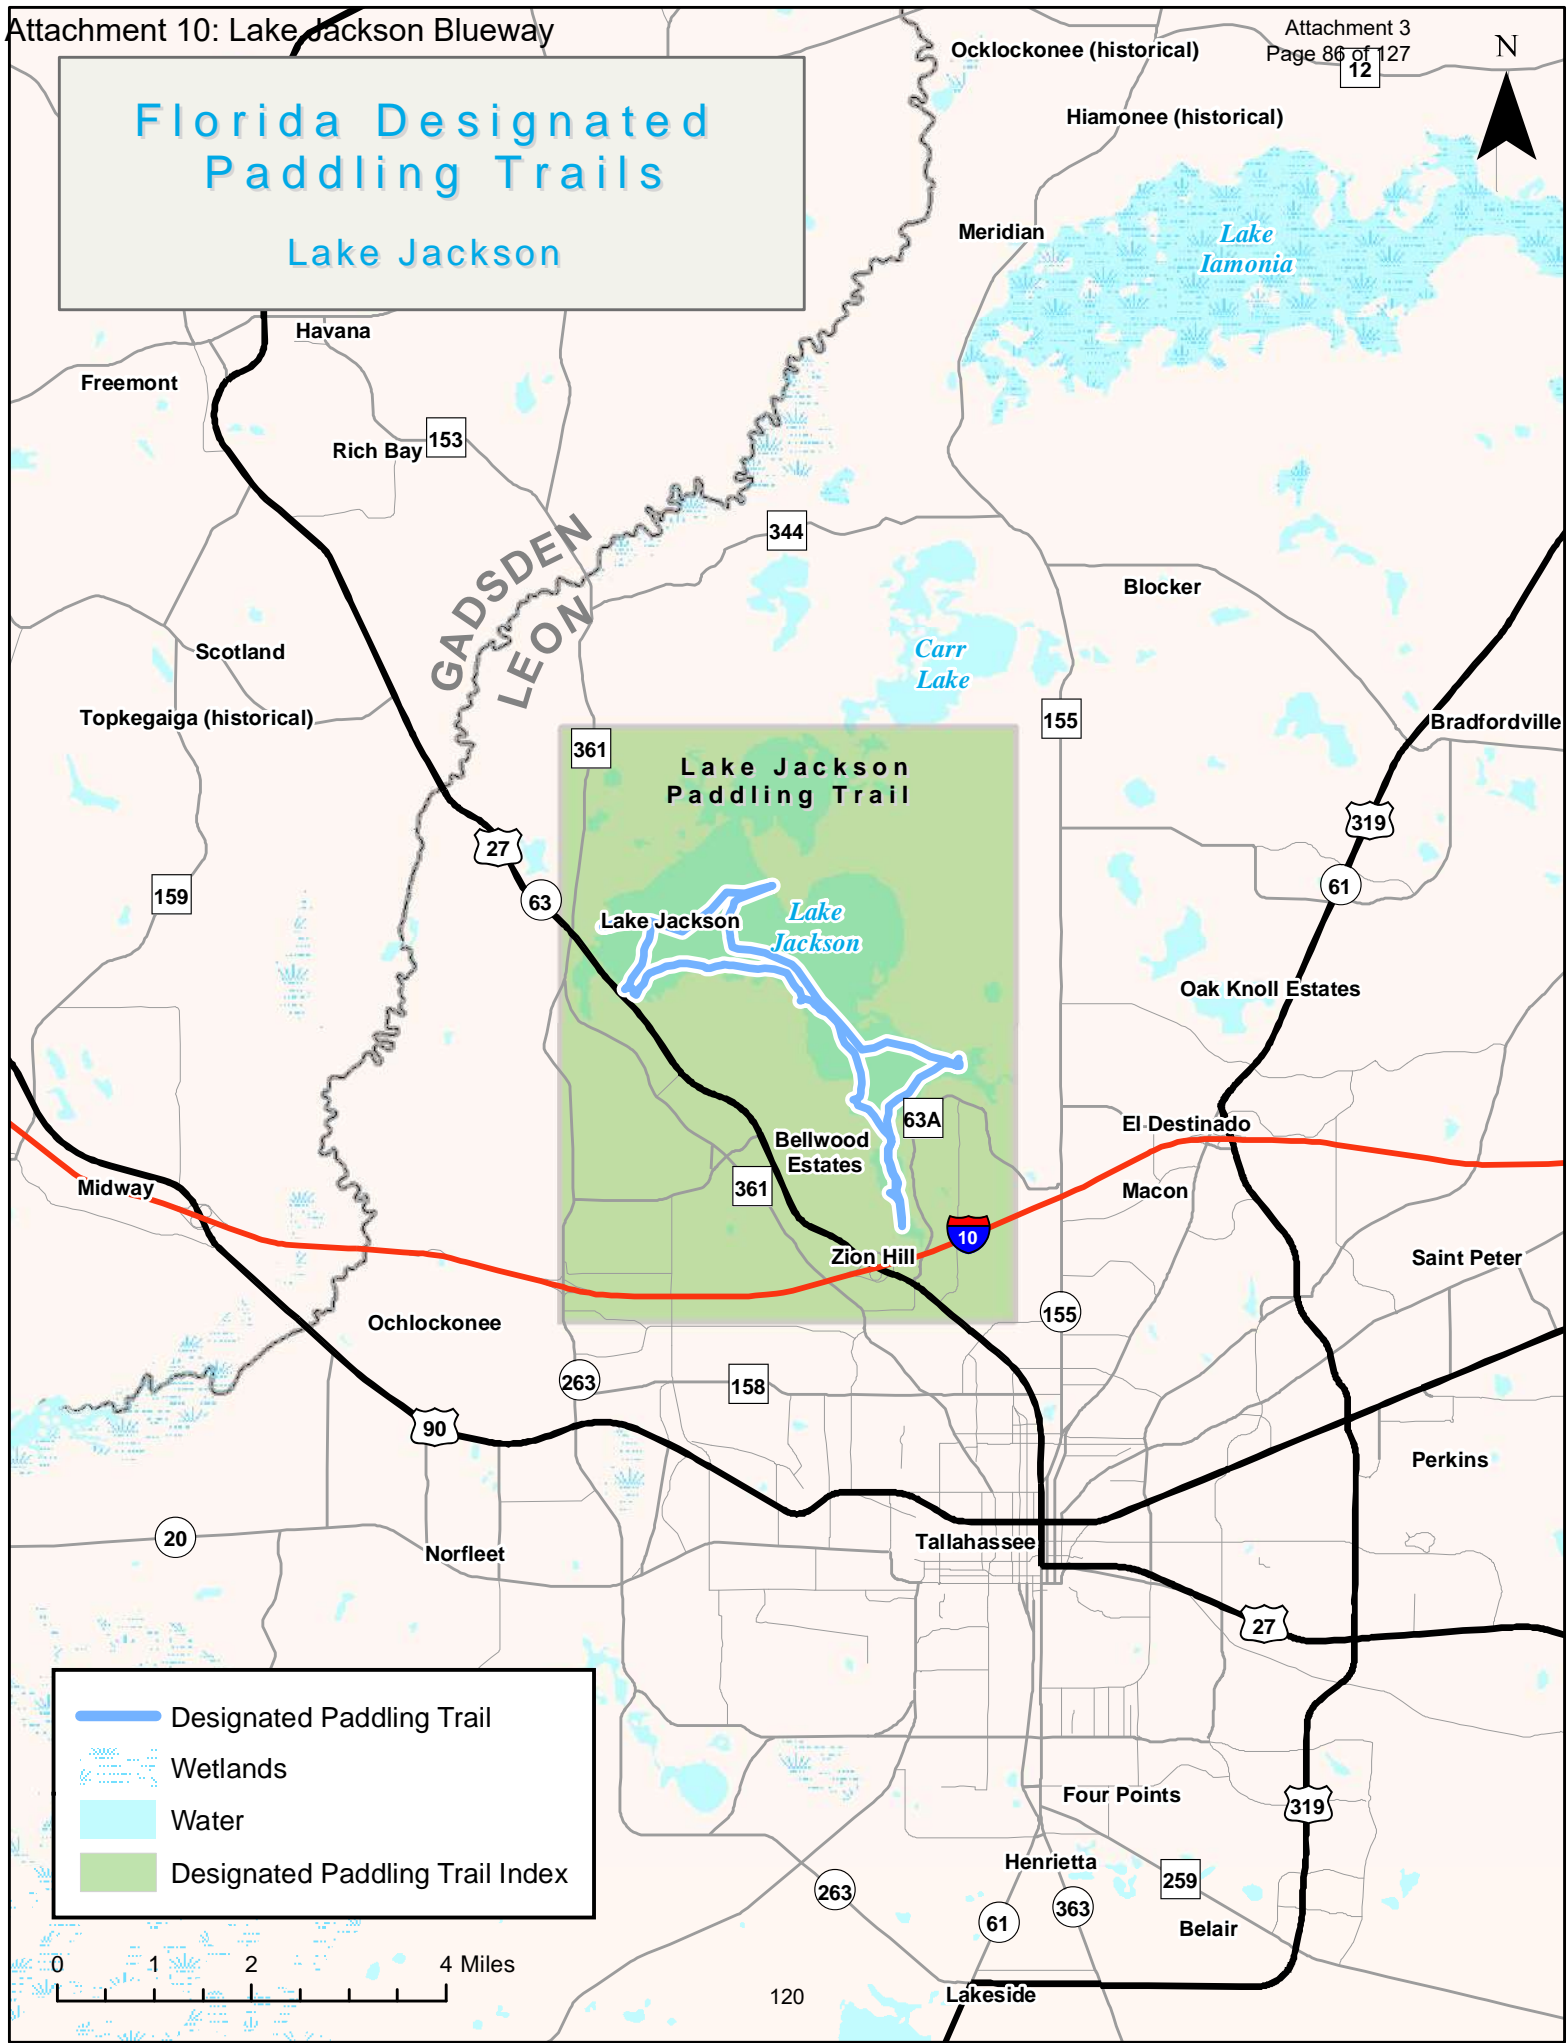 Attachment 10: Lake Jackson Blueway
Attachment 3
Page 86 of 127
N
Florida Designated
Paddling Trails
Lake Jackson
Ocklockonee (historical)
12
Hiamonee (historical)
Meridian
Lake
Iamonia
Havana
Freemont
Rich Bay
153
344
GADSDEN
LEON
Blocker
Scotland
Carr
Lake
Topkegaiga (historical)
155
Bradfordville
361
Lake Jackson
Paddling Trail
27
319
159
63
61
Lake Jackson
Lake
Jackson
Oak Knoll Estates
63A
El Destinado
Bellwood
Estates
Midway
361
Macon
10
Zion Hill
Saint Peter
155
Ochlockonee
263
158
90
Perkins
20
Norfleet
Tallahassee
27
Designated Paddling Trail
Wetlands
Water
Designated Paddling Trail Index
Four Points
319
Henrietta
259
263
61
363
Belair
0 1 2 4 Miles
120
Lakeside